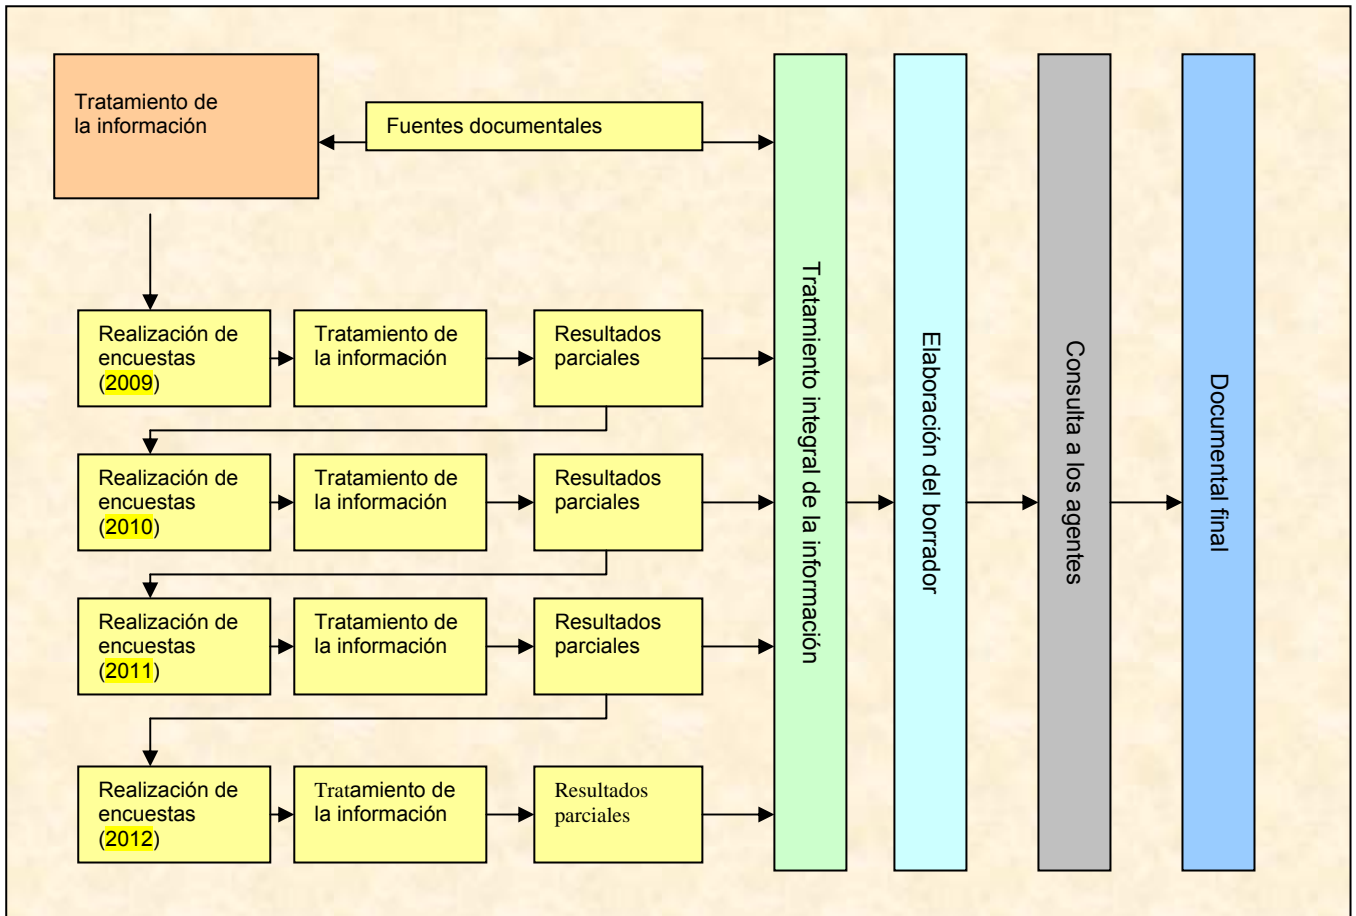 Tratamiento de
la información
Fuentes documentales
Realización de
encuestas
(2009)
Tratamiento de
la información
Resultados
parciales
Realización de
encuestas
(2010)
Tratamiento de
la información
Resultados
parciales
Realización de
encuestas
(2011)
Tratamiento de
la información
Resultados
parciales
Realización de
encuestas
(2012)
Tratamiento de
la información
Resultados
parciales
Tratamiento integral de la información
Elaboración del borrador
Consulta a los agentes
Documental final